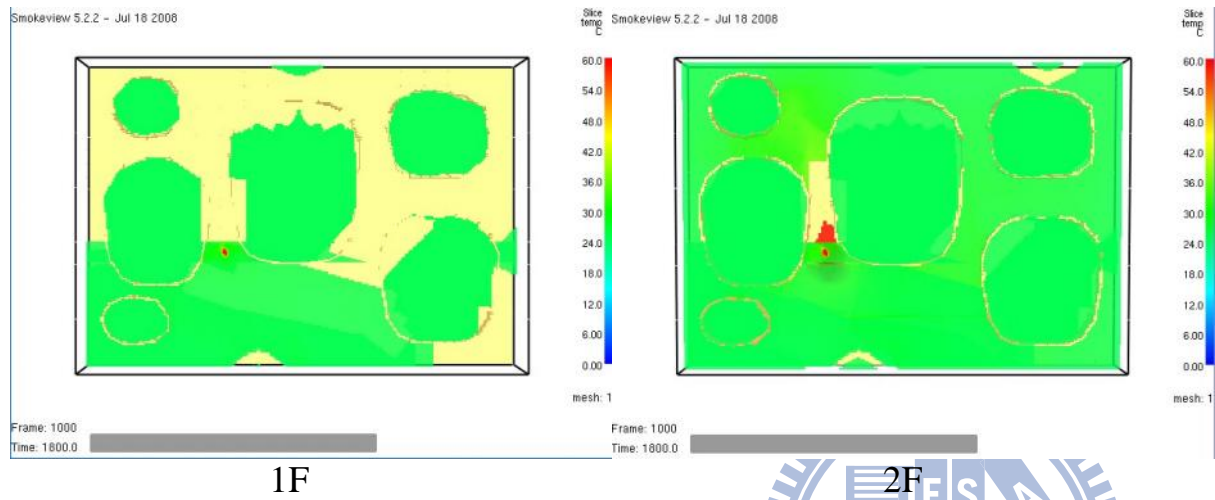 Smokeview 5.2.2 - Jul 18 2008
Slice
temp
C
60.0
54.0
48.0
42.0
36.0
30.0
24.0
18.0
12.0
6.00
0.00
mesh: 1
Frame: 1000
Time: 1800.0
1F
Smokeview 5.2.2 - Jul 18 2008
Slice
temp
C
60.0
54.0
48.0
42.0
36.0
30.0
24.0
18.0
12.0
6.00
0.00
mesh: 1
Frame: 1000
Time: 1800.0
2F
ESA